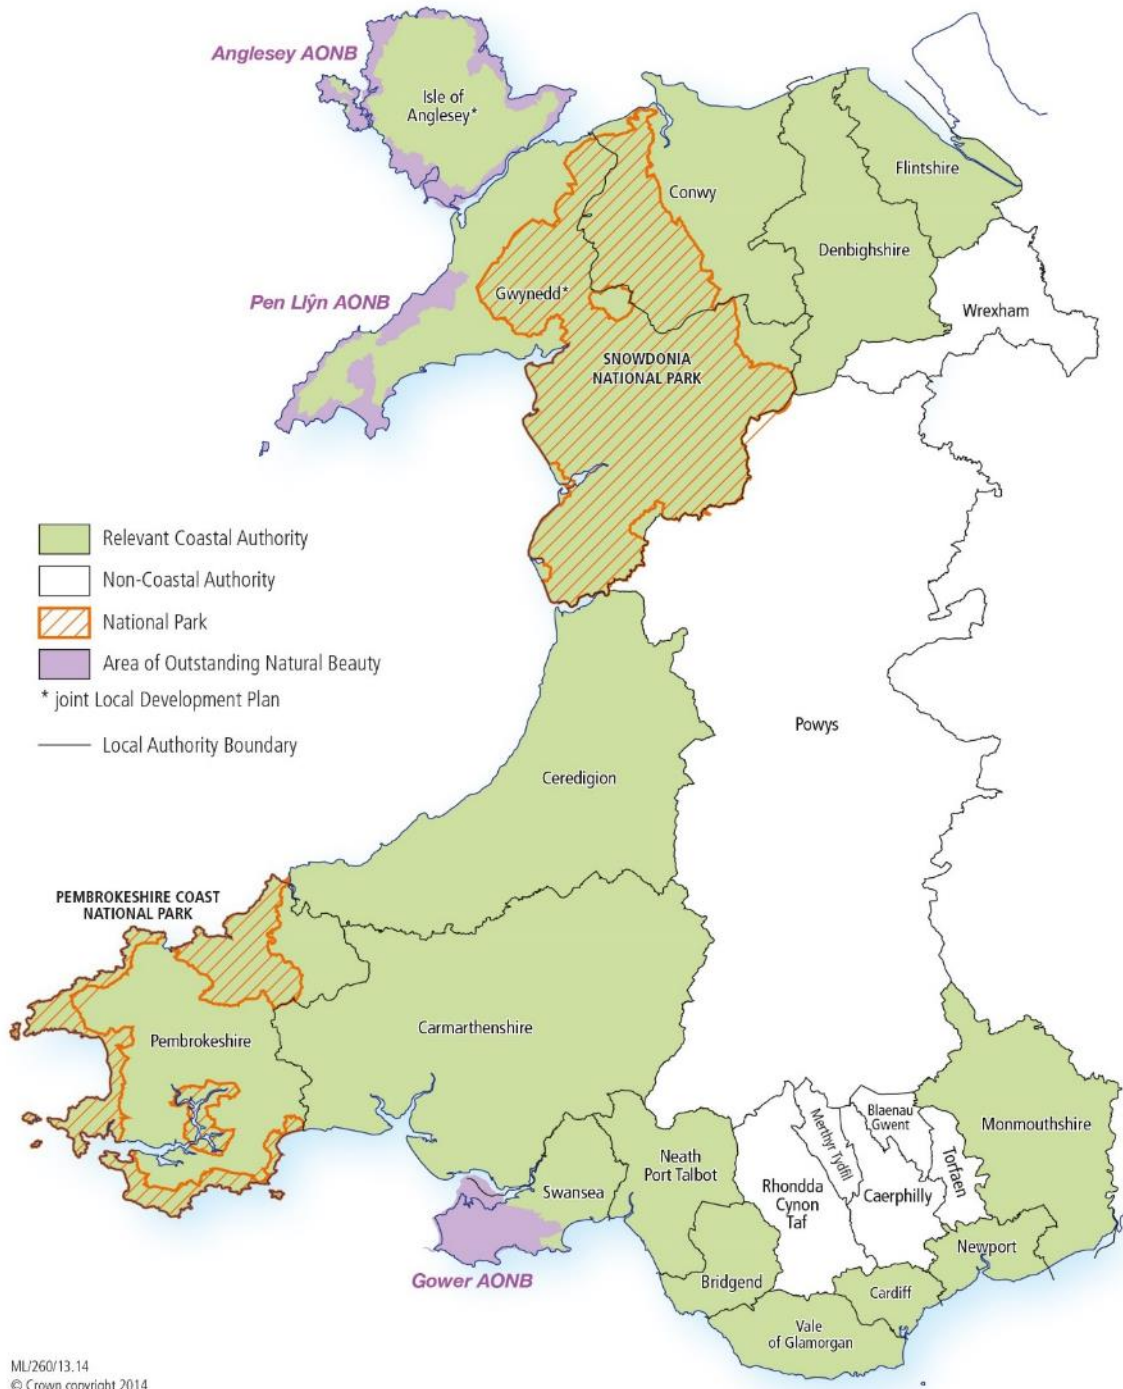 Anglesey AONB
Isle of
Anglesey*
Flintshire
Conwy
Denbighshire
Pen Llŷn AONB
Gwynedd*
Wrexham
SNOWDONIA
NATIONAL PARK
Relevant Coastal Authority
Non-Coastal Authority
National Park
Area of Outstanding Natural Beauty
* joint Local Development Plan
Local Authority Boundary
Powys
Ceredigion
PEMBROKESHIRE COAST
NATIONAL PARK
Pembrokeshire
Carmarthenshire
Monmouthshire
Blaenau
Gwent
Merthyr Tydfil
Torfaen
Neath
Port Talbot
Swansea
Rhondda
Cynon
Taf
Caerphilly
Newport
Gower AONB
Bridgend
Cardiff
Vale
of Glamorgan
ML/260/13.14
© Crown copyright 2014